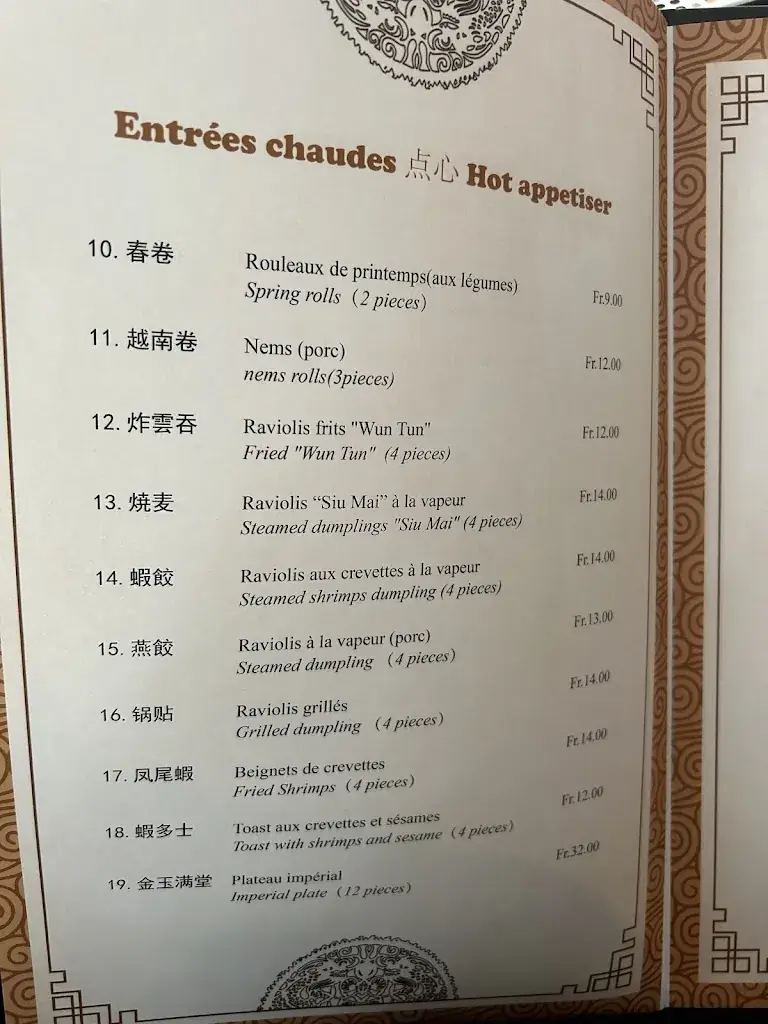 Entrées chaudes 点心 Hot appetiser
10. 春卷 Rouleaux de printemps(aux légumes)
Spring rolls (2 pieces) Fr.9.00
11. 越南卷 Nems (porc)
nems rolls(3pieces) Fr.12.00
12. 炸雲吞 Raviolis frits "Wun Tun" Fr.12.00
Fried "Wun Tun" (4 pieces)
13. 燒麦 Raviolis “Siu Mai” à la vapeur Fr.14.00
Steamed dumplings "Siu Mai" (4 pieces)
14. 蝦餃 Raviolis aux crevettes à la vapeur Fr.14.00
Steamed shrimps dumpling (4 pieces)
15. 燕餃 Raviolis à la vapeur (porc) Fr.13.00
Steamed dumpling (4 pieces)
16. 锅贴 Raviolis grillés Fr.14.00
Grilled dumpling (4 pieces)
17. 凤尾蝦 Beignets de crevettes Fr.14.00
Fried Shrimps (4 pieces)
18. 蝦多士 Toast aux crevettes et sésames Fr.12.00
Toast with shrimps and sesame (4 pieces)
19. 金玉满堂 Plateau impérial Fr.32.00
Imperial plate (12 pieces)